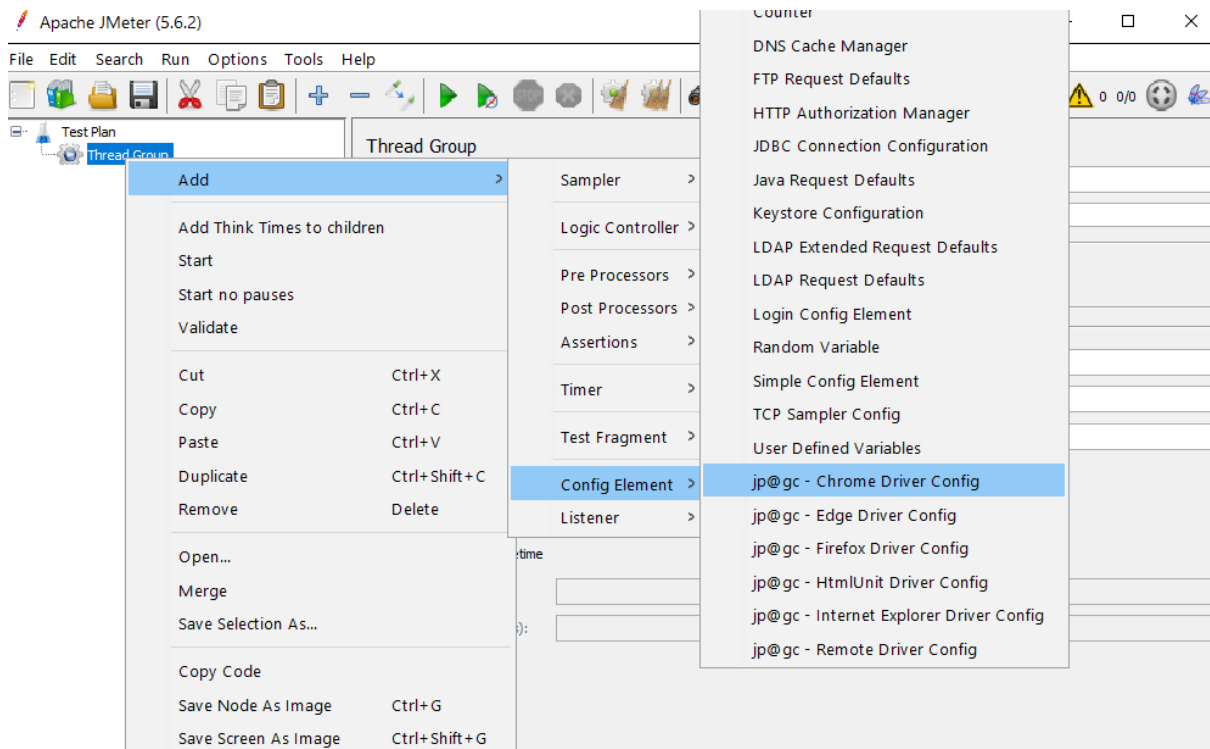 Apache JMeter (5.6.2)
File Edit Search Run Options Tools Help
STOP
0 0/0
Test Plan
Thread Group
Thread Group
Add >
Add Think Times to children
Start
Start no pauses
Validate
Cut Ctrl+X
Copy Ctrl+C
Paste Ctrl+V
Duplicate Ctrl+Shift+C
Remove Delete
Open...
Merge
Save Selection As...
Copy Code
Save Node As Image Ctrl+G
Save Screen As Image Ctrl+Shift+G
Sampler >
Logic Controller >
Pre Processors >
Post Processors >
Assertions >
Timer >
Test Fragment >
Config Element >
Listener >
Counter
DNS Cache Manager
FTP Request Defaults
HTTP Authorization Manager
JDBC Connection Configuration
Java Request Defaults
Keystore Configuration
LDAP Extended Request Defaults
LDAP Request Defaults
Login Config Element
Random Variable
Simple Config Element
TCP Sampler Config
User Defined Variables
jp@gc - Chrome Driver Config
jp@gc - Edge Driver Config
jp@gc - Firefox Driver Config
jp@gc - HtmlUnit Driver Config
jp@gc - Internet Explorer Driver Config
jp@gc - Remote Driver Config